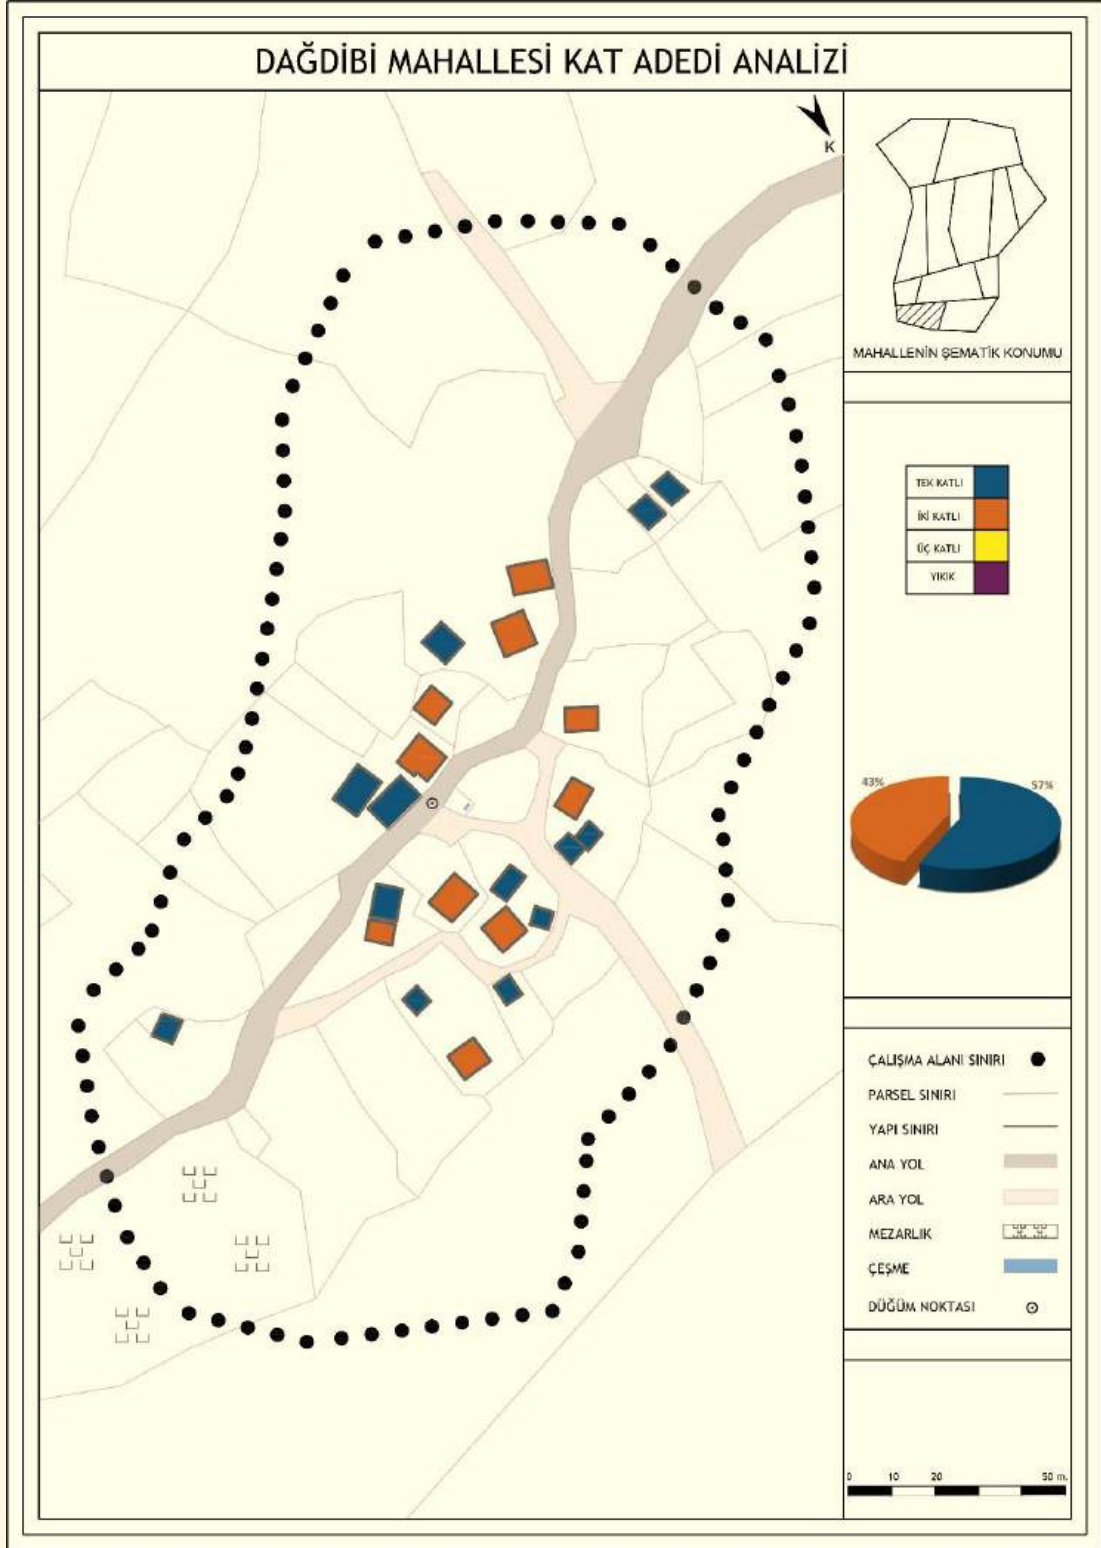 DAĞDİBİ MAHALLESİ KAT ADEDİ ANALİZİ
K
MAHALLENİN ŞEMATİK KONUMU
TEK KATLI
İKİ KATLI
ÜÇ KATLI
YIKIK
43%
57%
ÇALIŞMA ALANI SINIRI
PARSEL SINIRI
YAPI SINIRI
ANA YOL
ARA YOL
MEZARLIK
ÇEŞME
DÜĞÜM NOKTASI
0 10 20 50 m.